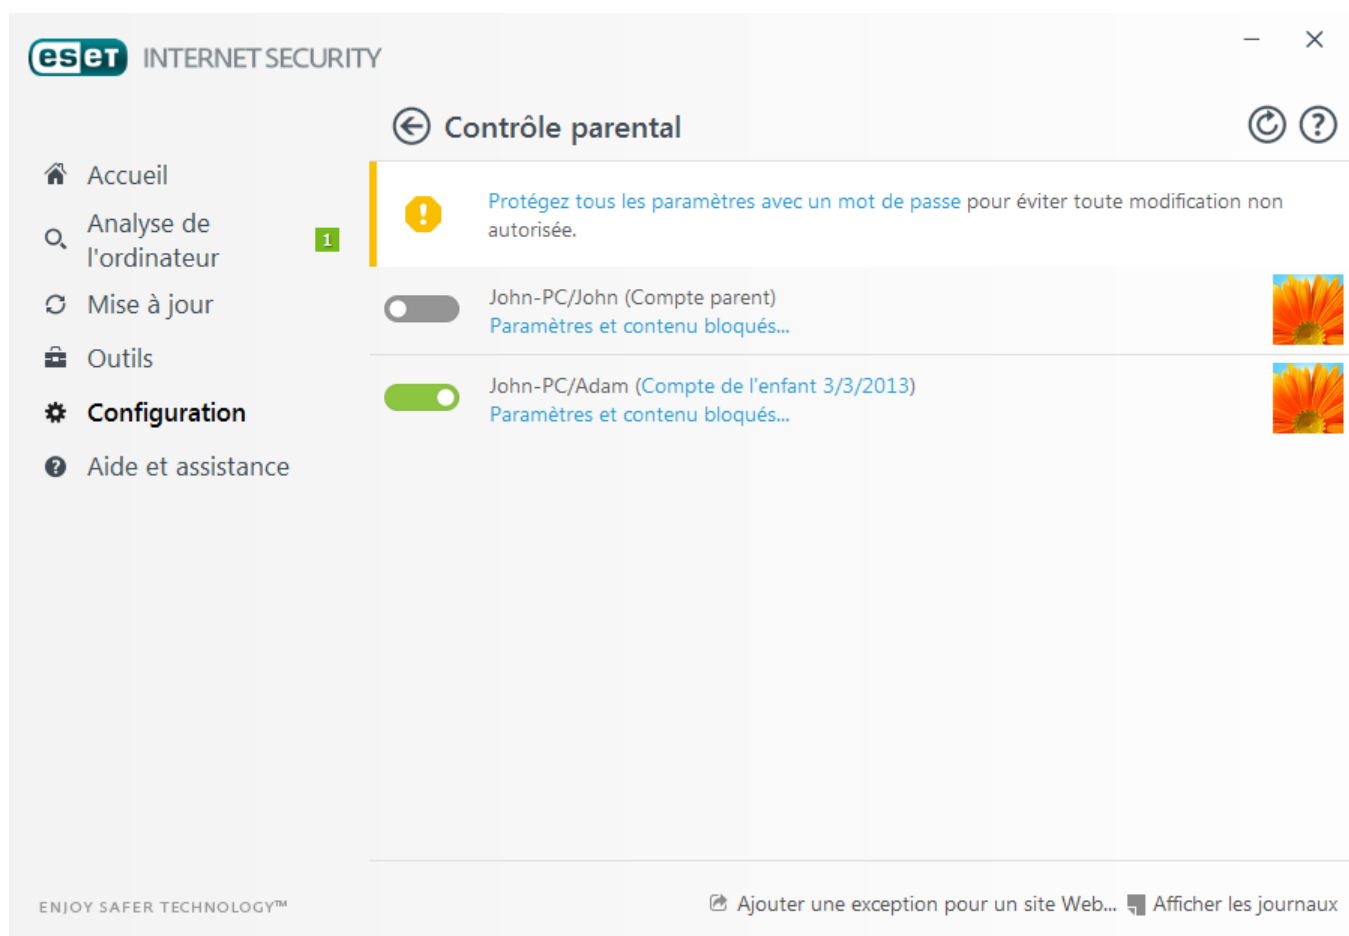 eset INTERNET SECURITY
Contrôle parental
Accueil
Analyse de
l'ordinateur
1
Mise à jour
Outils
Configuration
Aide et assistance
Protégez tous les paramètres avec un mot de passe pour éviter toute modification non
autorisée.
John-PC/John (Compte parent)
Paramètres et contenu bloqués...
John-PC/Adam (Compte de l'enfant 3/3/2013)
Paramètres et contenu bloqués...
ENJOY SAFER TECHNOLOGY™
Ajouter une exception pour un site Web... Afficher les journaux